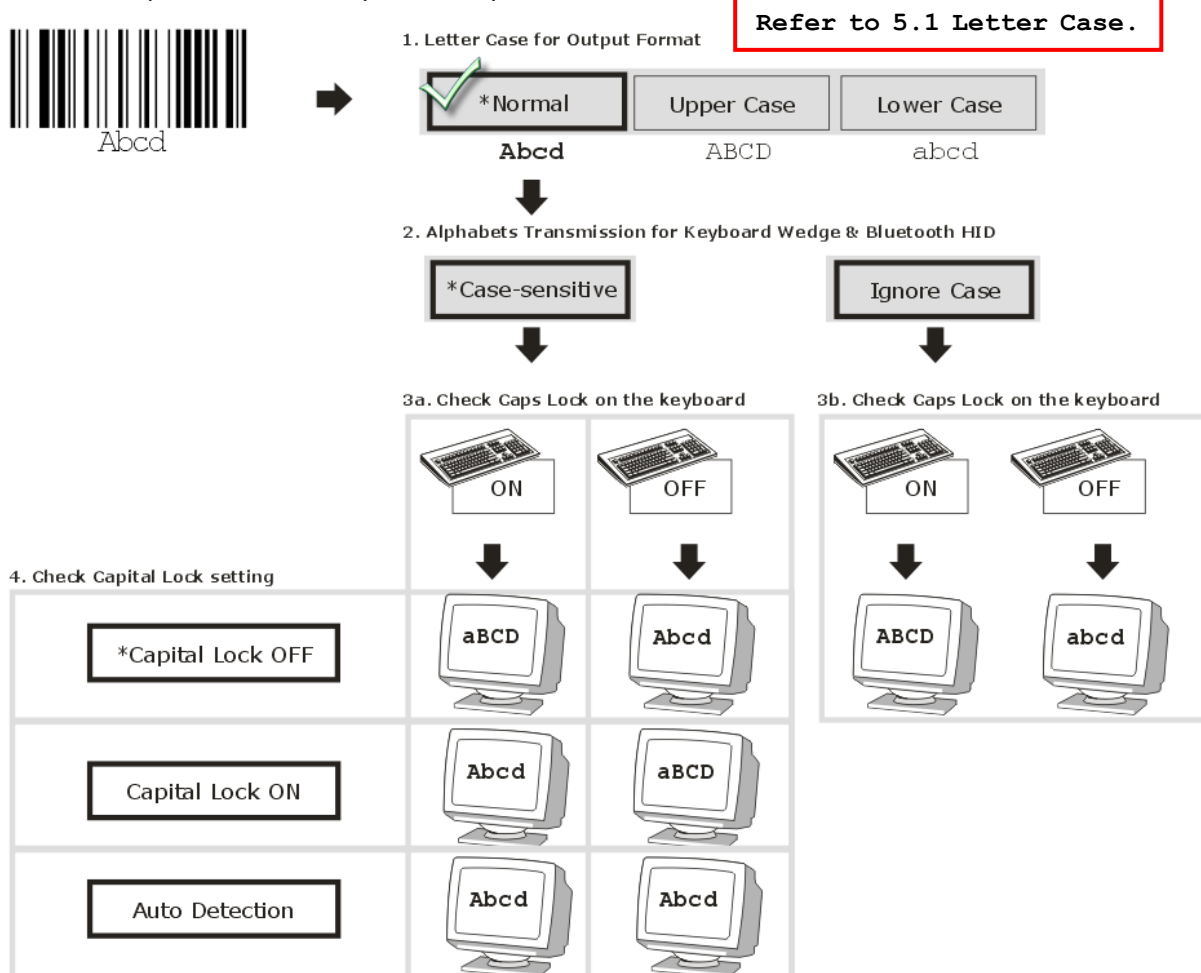 Refer to 5.1 Letter Case.
Abcd
1. Letter Case for Output Format
*Normal
Upper Case
Lower Case
Abcd
ABCD
abcd
2. Alphabets Transmission for Keyboard Wedge & Bluetooth HID
*Case-sensitive
Ignore Case
3a. Check Caps Lock on the keyboard
3b. Check Caps Lock on the keyboard
ON
OFF
ON
OFF
4. Check Capital Lock setting
*Capital Lock OFF
aBCD
Abcd
ABCD
abcd
Capital Lock ON
Abcd
aBCD
Auto Detection
Abcd
Abcd